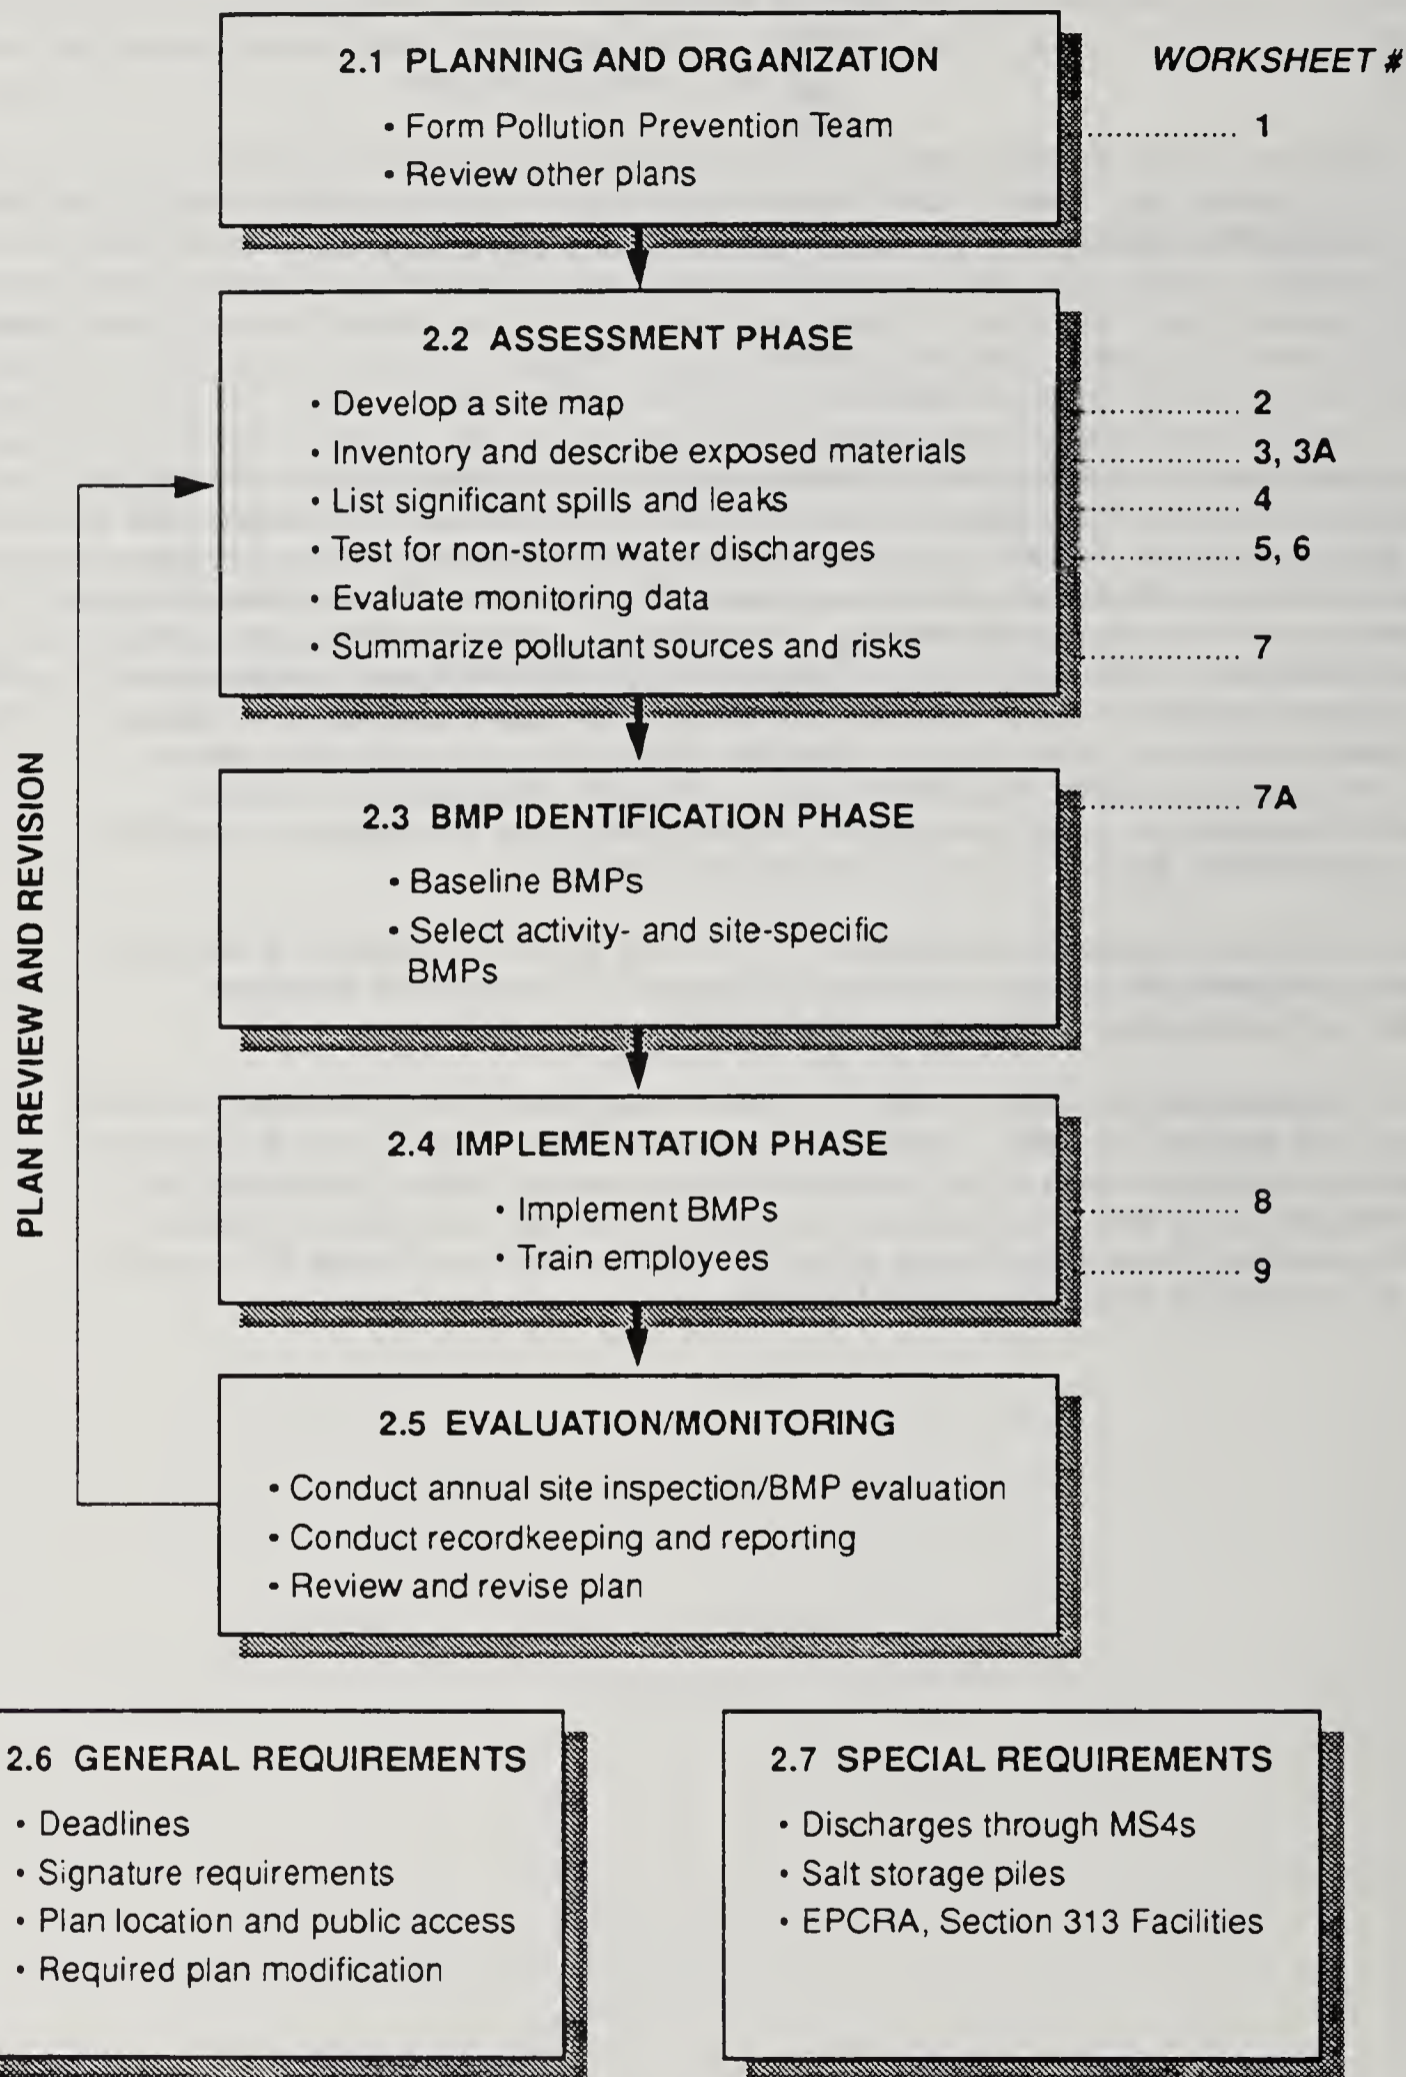 2.1 PLANNING AND ORGANIZATION
WORKSHEET #
• Form Pollution Prevention Team ................ 1
• Review other plans
2.2 ASSESSMENT PHASE
• Develop a site map ................ 2
• Inventory and describe exposed materials ................ 3, 3A
• List significant spills and leaks ................ 4
• Test for non-storm water discharges ................ 5, 6
• Evaluate monitoring data
• Summarize pollutant sources and risks ................ 7
2.3 BMP IDENTIFICATION PHASE ................ 7A
• Baseline BMPs
• Select activity- and site-specific
BMPs
2.4 IMPLEMENTATION PHASE
• Implement BMPs ................ 8
• Train employees ................ 9
2.5 EVALUATION/MONITORING
• Conduct annual site inspection/BMP evaluation
• Conduct recordkeeping and reporting
• Review and revise plan
PLAN REVIEW AND REVISION
2.6 GENERAL REQUIREMENTS
• Deadlines
• Signature requirements
• Plan location and public access
• Required plan modification
2.7 SPECIAL REQUIREMENTS
• Discharges through MS4s
• Salt storage piles
• EPCRA, Section 313 Facilities